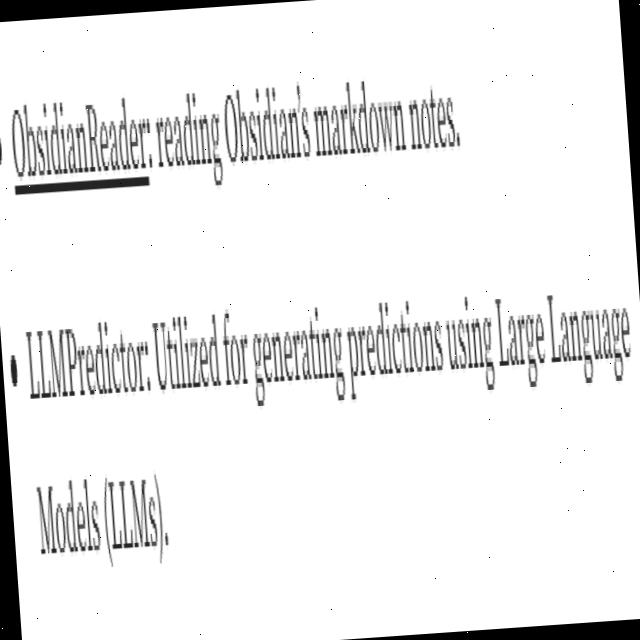 ObsidianReader: reading Obsidian's markdown notes.
• LLMPredictor: Utilized for generating predictions using Large Language
Models (LLMs).